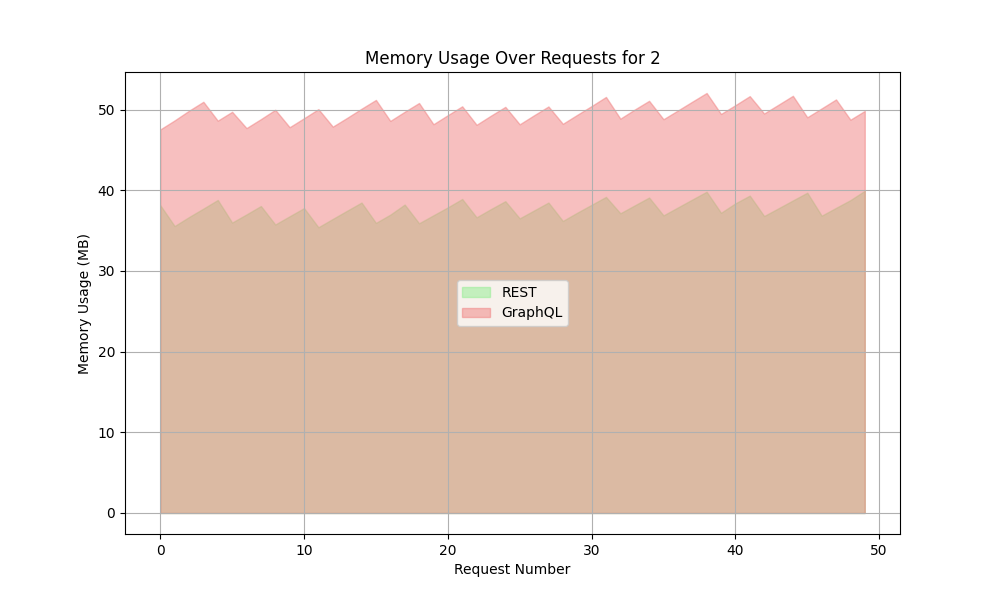 Memory Usage Over Requests for 2
Memory Usage (MB)
50
40
30
20
10
0
REST
GraphQL
0 10 20 30 40 50
Request Number